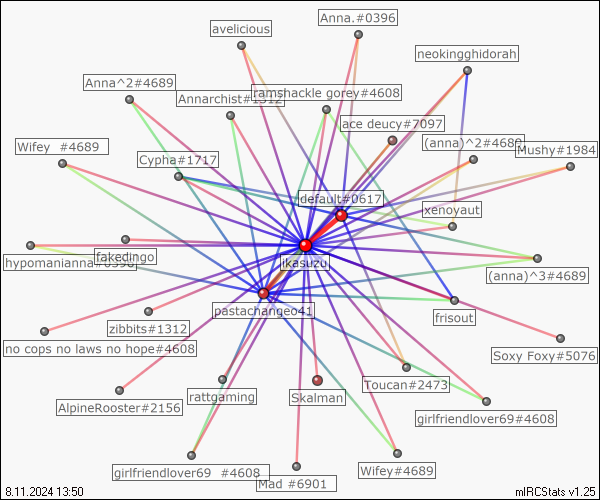 Anna.#0396
avelicious
neokingghidorah
Anna^2#4689
ramshackle gorey#4608
Annarchist#1312
ace deucy#7097
(anna)^2#4689
Wifey #4689
Mushy#1984
Cypha#1717
default#0617
xenoyaut
fakedingo
hypomanianna#0398
jikasuzu
(anna)^3#4689
pastachangeo41
frisout
zibbits#1312
no cops no laws no hope#4608
Soxy Foxy#5076
Toucan#2473
rattgaming
Skalman
AlpineRooster#2156
girlfriendlover69#4608
girlfriendlover69 #4608
Wifey#4689
Mad #6901
8.11.2024 13:50
mIRCStats v1.25